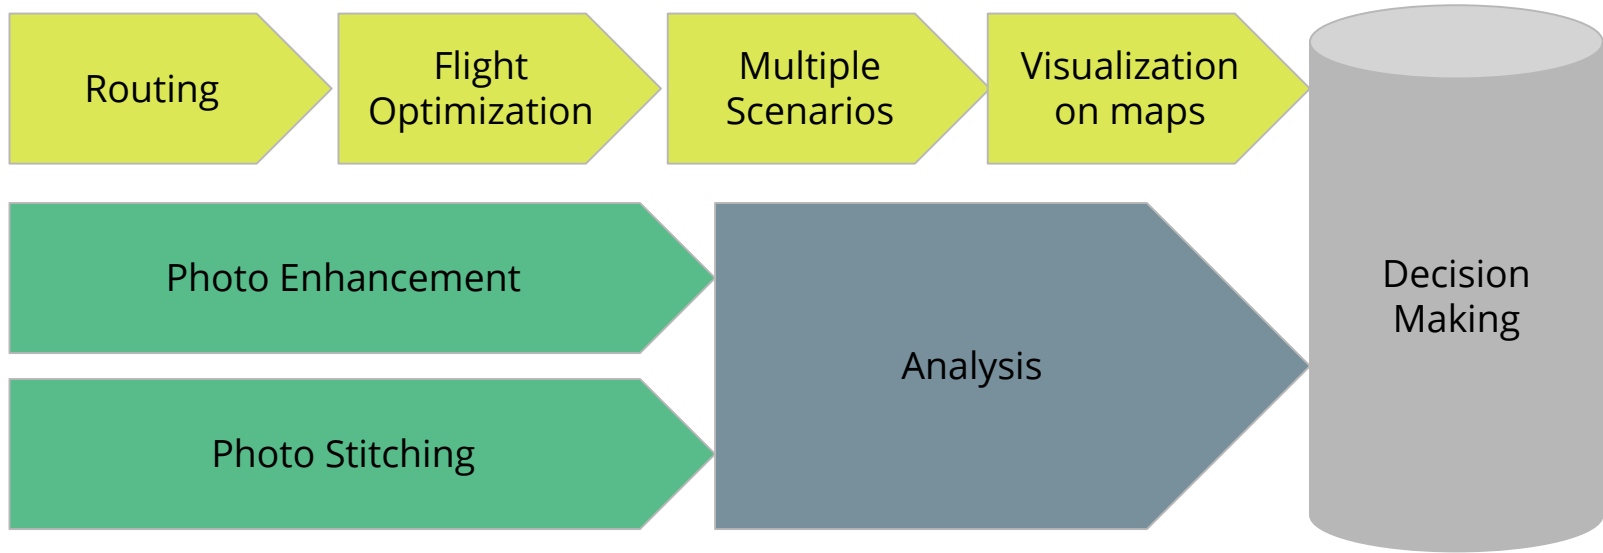 Routing
Flight
Optimization
Multiple
Scenarios
Visualization
on maps
Photo Enhancement
Analysis
Photo Stitching
Decision
Making